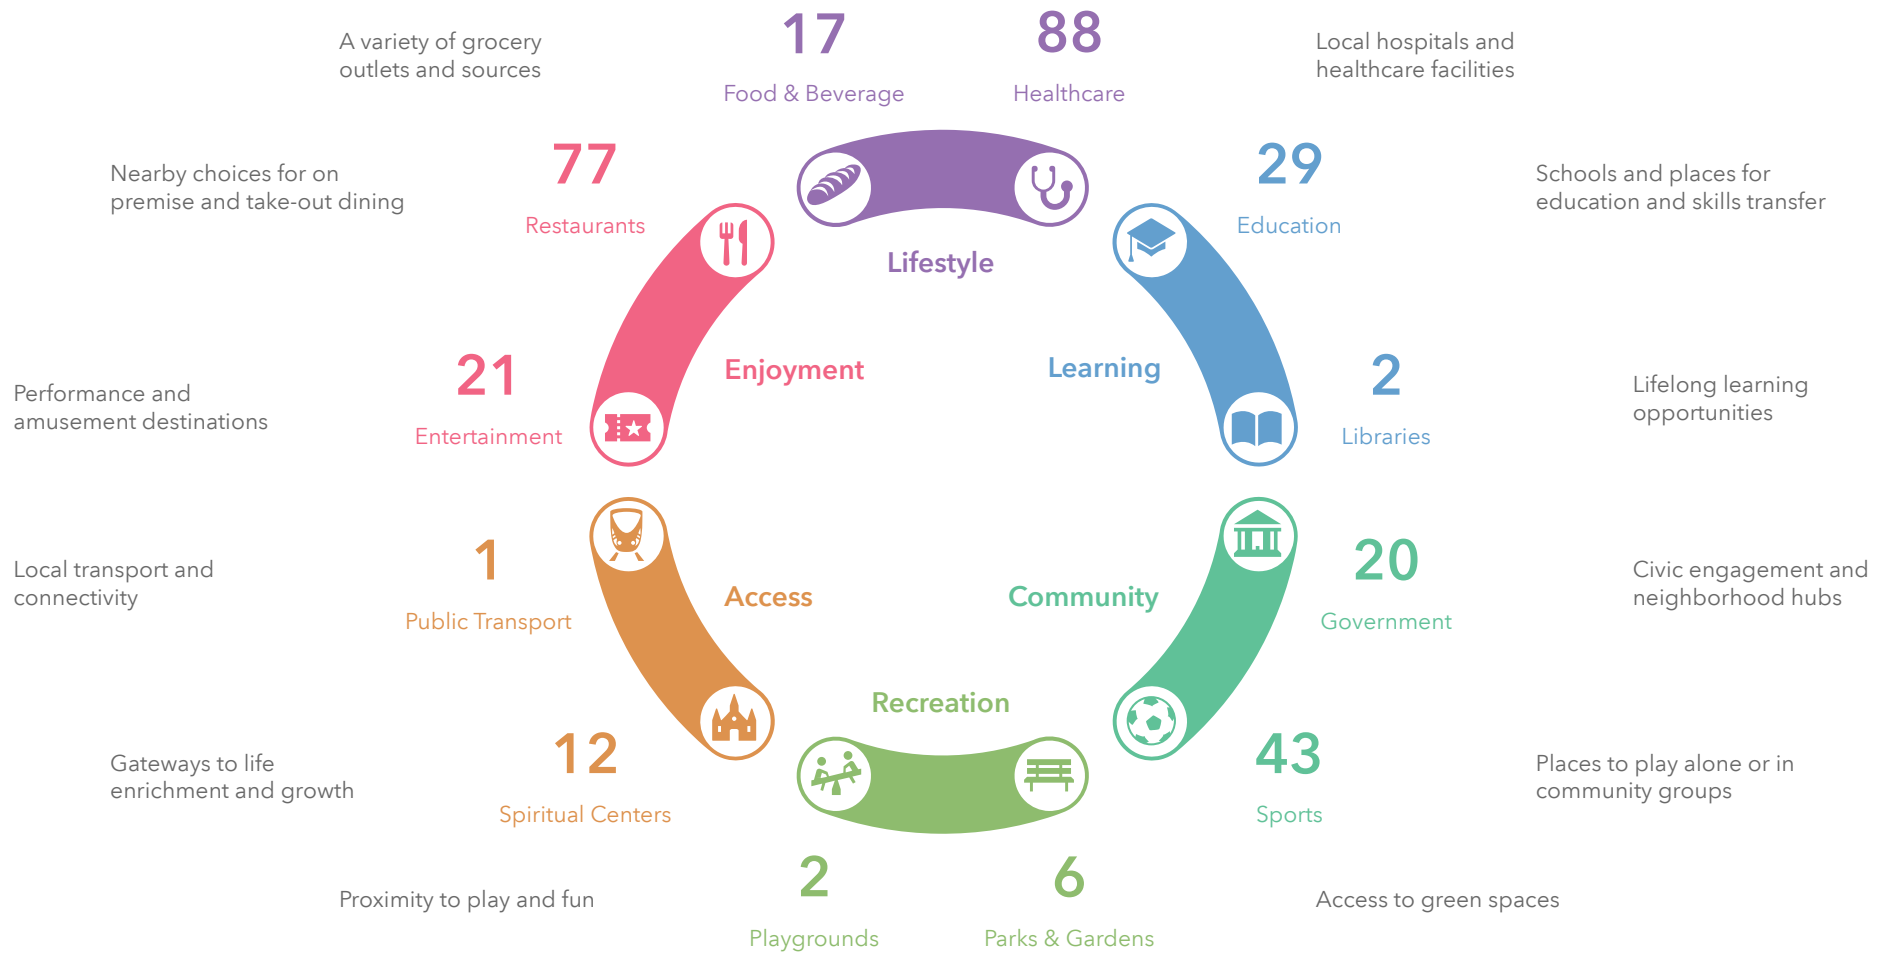 A variety of grocery
outlets and sources
17
Food & Beverage
88
Healthcare
Local hospitals and
healthcare facilities
Nearby choices for on
premise and take-out dining
77
Restaurants
29
Education
Schools and places for
education and skills transfer
Lifestyle
Performance and
amusement destinations
21
Entertainment
Enjoyment
Learning
2
Libraries
Lifelong learning
opportunities
Local transport and
connectivity
1
Public Transport
Access
Community
20
Government
Civic engagement and
neighborhood hubs
Recreation
Gateways to life
enrichment and growth
12
Spiritual Centers
43
Sports
Places to play alone or in
community groups
Proximity to play and fun
2
Playgrounds
6
Parks & Gardens
Access to green spaces